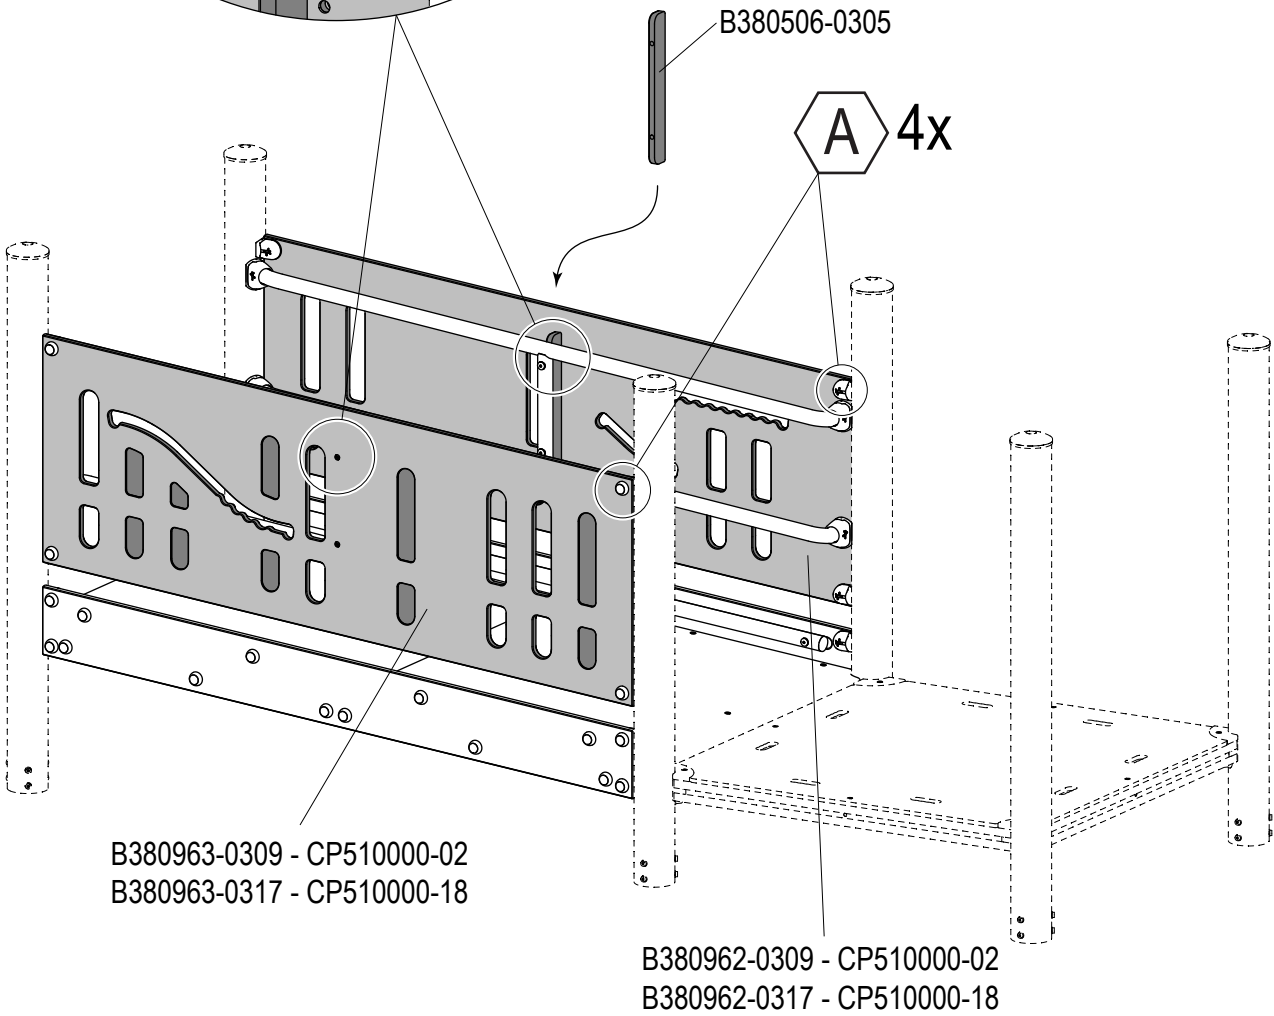 B380506-0305
A 4x
B380963-0309 - CP510000-02
B380963-0317 - CP510000-18
B380962-0309 - CP510000-02
B380962-0317 - CP510000-18